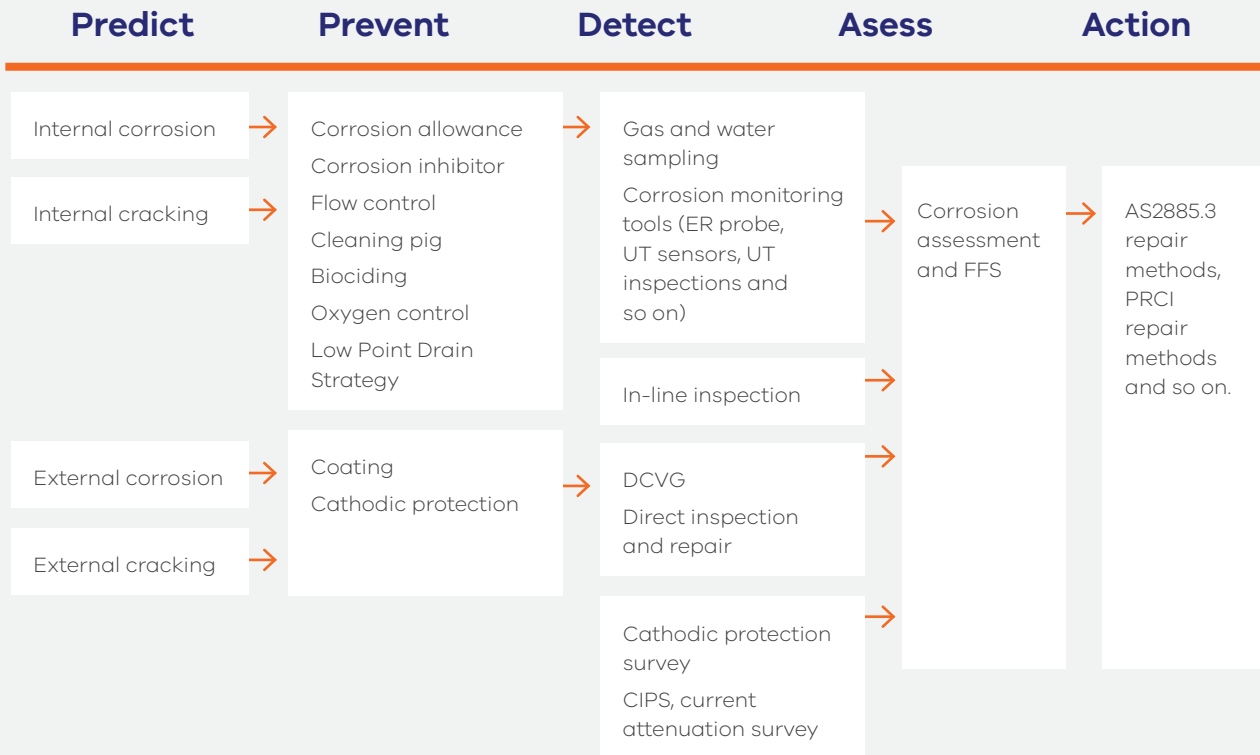 Predict
Prevent
Detect
Asess
Action
Internal corrosion
Internal cracking
External corrosion
External cracking
Corrosion allowance
Corrosion inhibitor
Flow control
Cleaning pig
Biociding
Oxygen control
Low Point Drain
Strategy
Coating
Cathodic protection
Gas and water
sampling
Corrosion monitoring
tools (ER probe,
UT sensors, UT
inspections and
so on)
In-line inspection
DCVG
Direct inspection
and repair
Cathodic protection
survey
CIPS, current
attenuation survey
Corrosion
assessment
and FFS
AS2885.3
repair
methods,
PRCI
repair
methods
and so on.